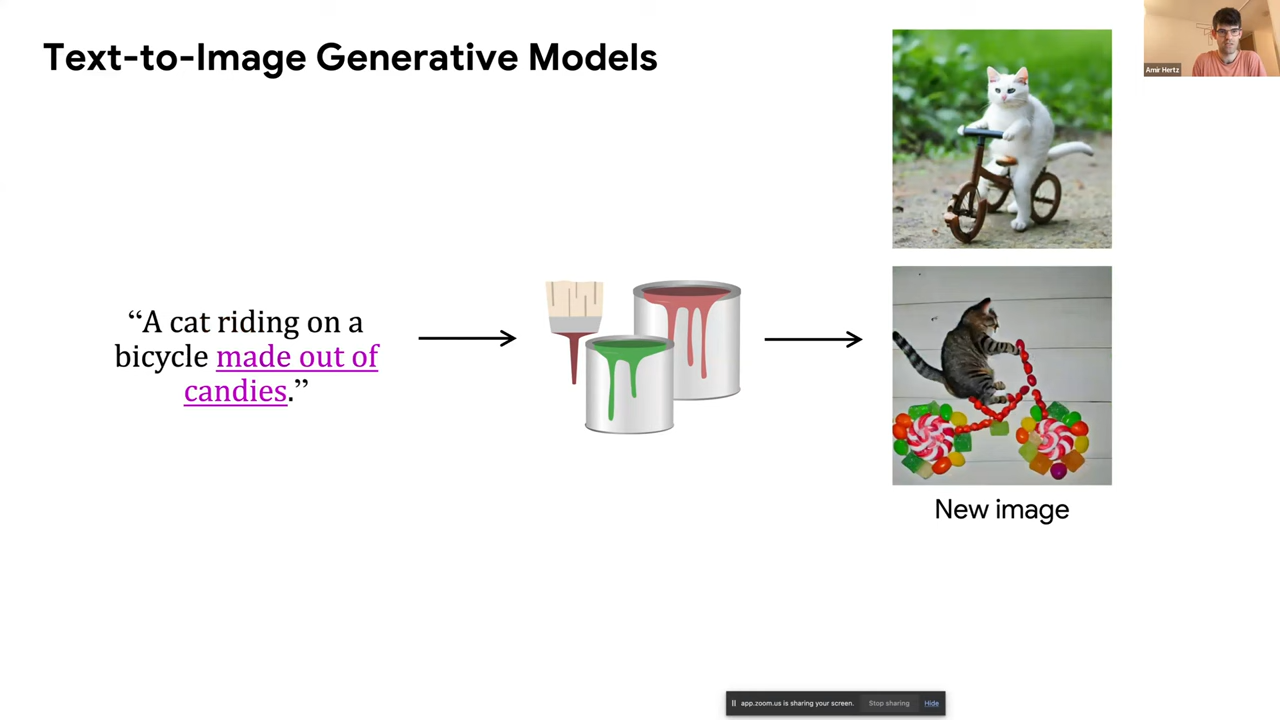 Text-to-Image Generative Models
Amir Hertz
“A cat riding on a
bicycle made out of
candies.”
New image
app.zoom.us is sharing your screen.
Stop sharing
Hide